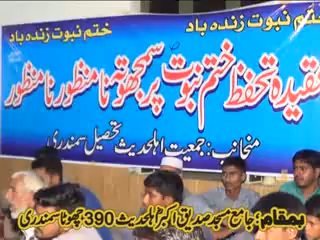 ختم نبوت زندہ باد
ختم نبوت زندہ باد
عقیدہ تحفظ ختم نبوت پر سمجھوتہ نامنظور نامنظور
منجانب: جمعیت اہلحدیث تحصیل سمندری
بمقام: جامع مسجد صدیق اکبرؓ اہلحدیث 390 چھوٹا سمندری